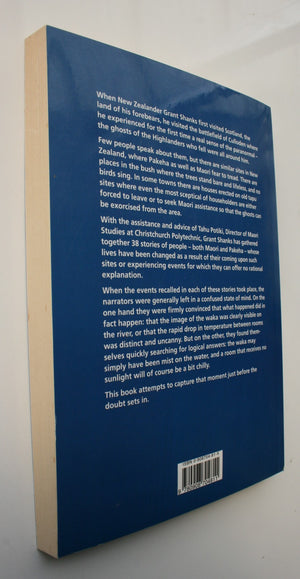 When New Zealander Grant Shanks first visited Scotland, the
land of his forebears, he visited the battlefield of Culloden where
he experienced for the first time a real sense of the paranormal –
the ghosts of the Highlanders who fell were all around him.
Few people speak about them, but there are similar sites in New
Zealand, where Pakeha as well as Maori fear to tread. There are
places in the bush where the trees stand bare and lifeless, and no
birds sing. In some towns there are houses erected on old tapu
sites where even the most sceptical of householders are either
forced to leave or to seek Maori assistance so that the ghosts can
be exorcised from the area.
With the assistance and advice of Tahu Potiki, Director of Maori
Studies at Christchurch Polytechnic, Grant Shanks has gathered
together 38 stories of people – both Maori and Pakeha – whose
lives have been changed as a result of their coming upon such
sites or experiencing events for which they can offer no rational
explanation.
When the events recalled in each of these stories took place, the
narrators were generally left in a confused state of mind. On the
one hand they were firmly convinced that what happened did in
fact happen: that the image of the waka was clearly visible on
the river, or that the rapid drop in temperature between rooms
was distinct and uncanny. But on the other, they found them-
selves quickly searching for logical answers: the waka may
simply have been mist on the water, and a room that receives no
sunlight will of course be a bit chilly.
This book attempts to capture that moment just before the
doubt sets in.